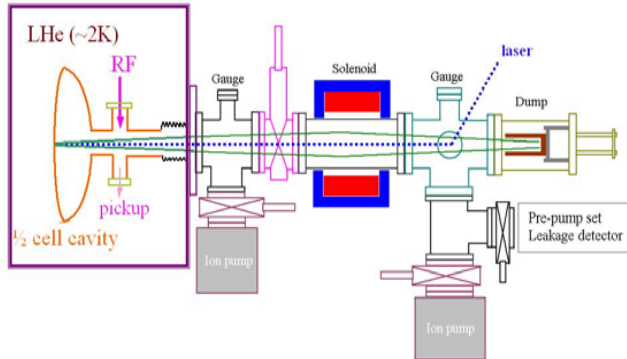 LHe (~2K)
RF
pickup
½ cell cavity
Gauge
Ion pump
Solenoid
Gauge
laser
Dump
Pre-pump set
Leakage detector
Ion pump